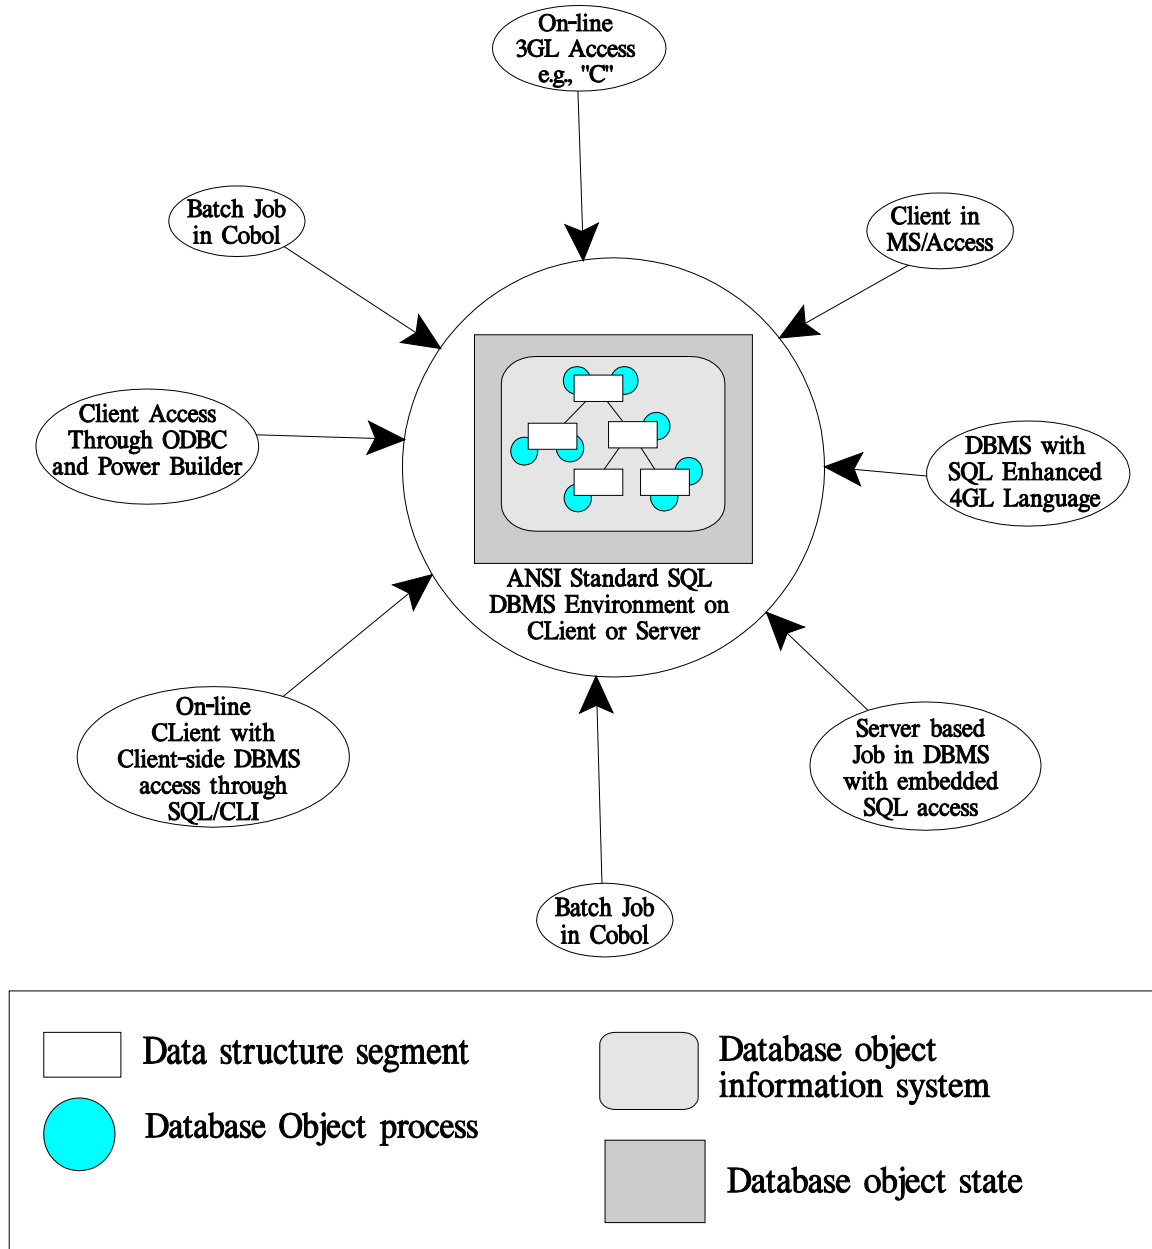 On-line
3GL Access
e.g., "C"
Batch Job
in Cobol
Client in
MS/Access
Client Access
Through ODBC
and Power Builder
DBMS with
SQL Enhanced
4GL Language
ANSI Standard SQL
DBMS Environment on
CLient or Server
On-line
CLient with
Client-side DBMS
access through
SQL/CLI
Server based
Job in DBMS
with embedded
SQL access
Batch Job
in Cobol
Data structure segment
Database Object process
Database object
information system
Database object state